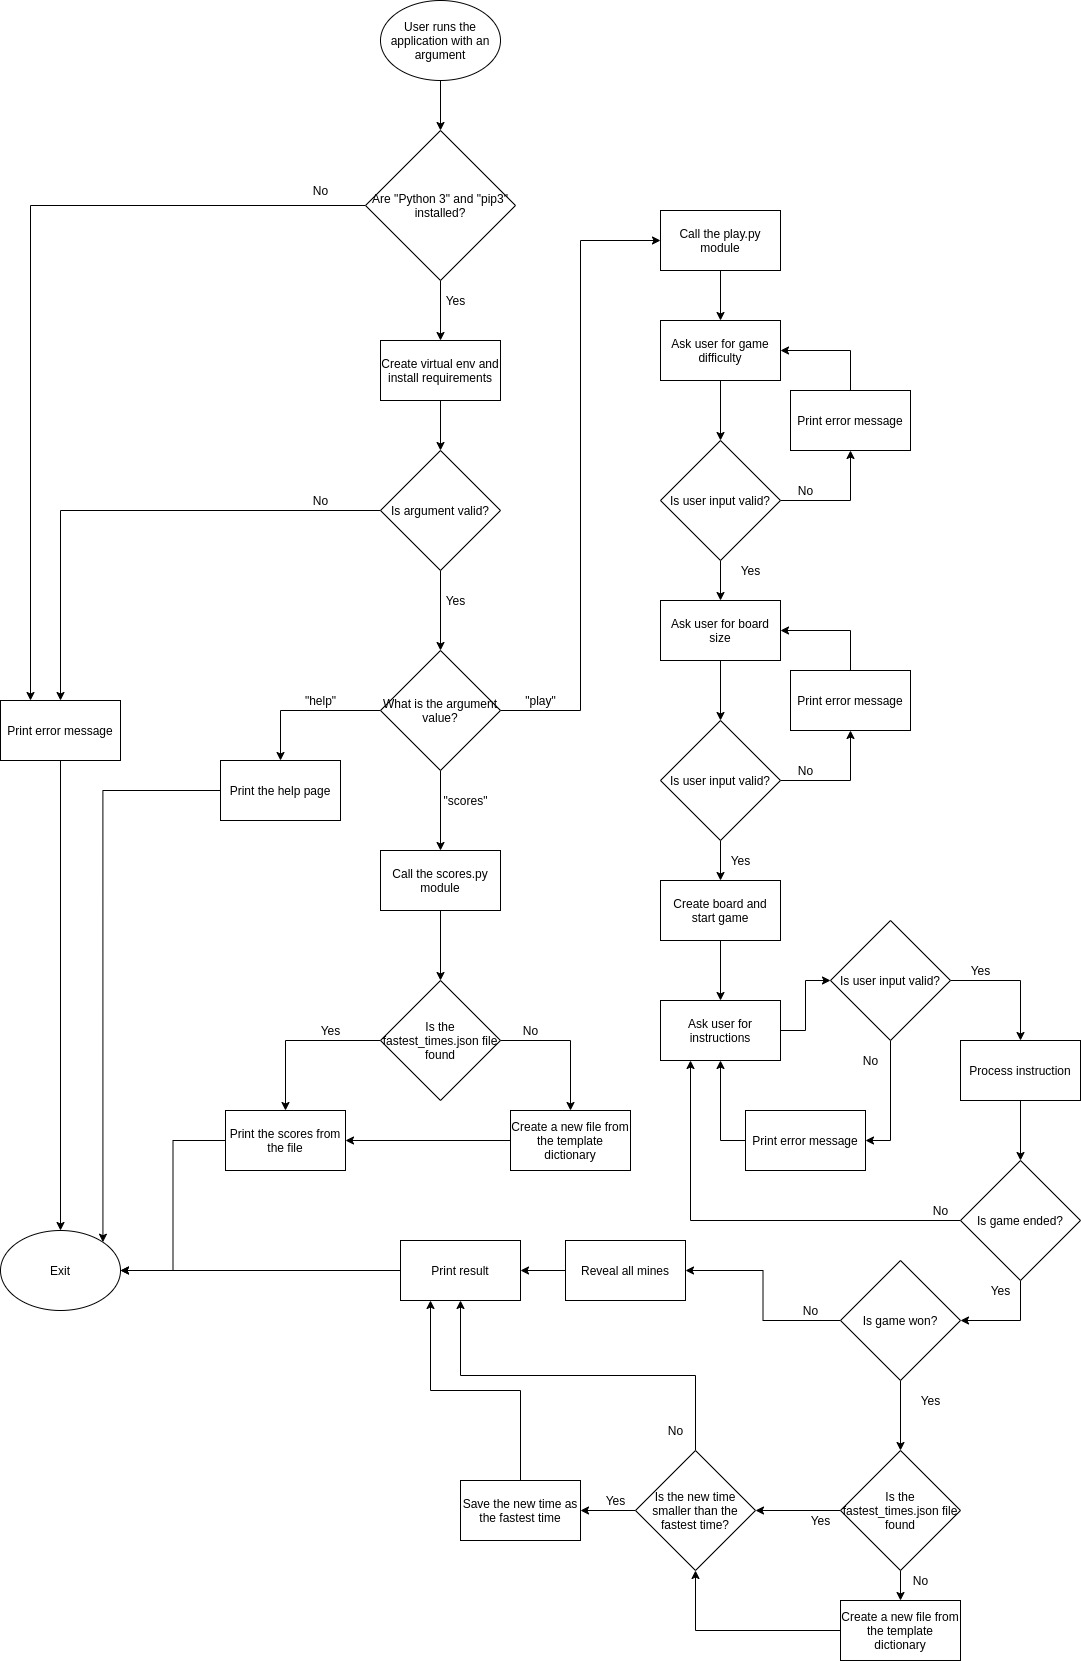 User runs the
application with an
argument
No
Are "Python 3" and "pip3"
installed?
Yes
Create virtual env and
install requirements
No
Is argument valid?
Yes
"help"
What is the argument
value?
"play"
Print error message
Print the help page
"scores"
Call the scores.py
module
Yes
Is the
fastest_times.json file
found
No
Print the scores from
the file
Create a new file from
the template
dictionary
Exit
Call the play.py
module
Ask user for game
difficulty
Print error message
Is user input valid?
No
Yes
Ask user for board
size
Print error message
Is user input valid?
No
Yes
Create board and
start game
Ask user for
instructions
Is user input valid?
Yes
No
Print error message
Process instruction
No
Is game ended?
Yes
Print result
Reveal all mines
No
Is game won?
Yes
No
Save the new time as
the fastest time
Yes
Is the new time
smaller than the
fastest time?
Yes
Is the
fastest_times.json file
found
No
Create a new file from
the template
dictionary